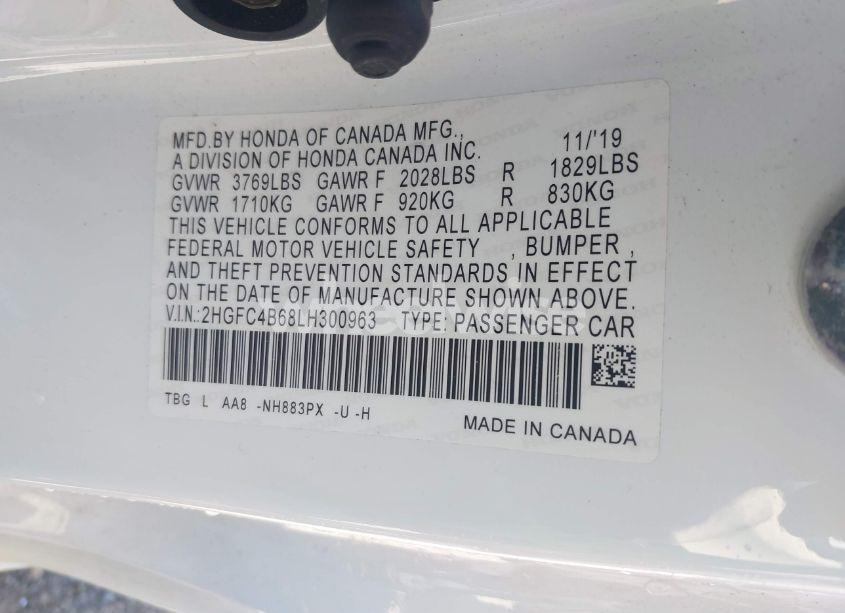 MFD.BY HONDA OF CANADA MFG., 11/'19
A DIVISION OF HONDA CANADA INC.
GVWR 3769LBS GAWR F 2028LBS R 1829LBS
GVWR 1710KG GAWR F 920KG R 830KG
THIS VEHICLE CONFORMS TO ALL APPLICABLE
FEDERAL MOTOR VEHICLE SAFETY , BUMPER ,
AND THEFT PREVENTION STANDARDS IN EFFECT
ON THE DATE OF MANUFACTURE SHOWN ABOVE.
V.I.N.:2HGFC4B68LH300963 TYPE: PASSENGER CAR
TBG L AA8 -NH883PX -U -H
MADE IN CANADA